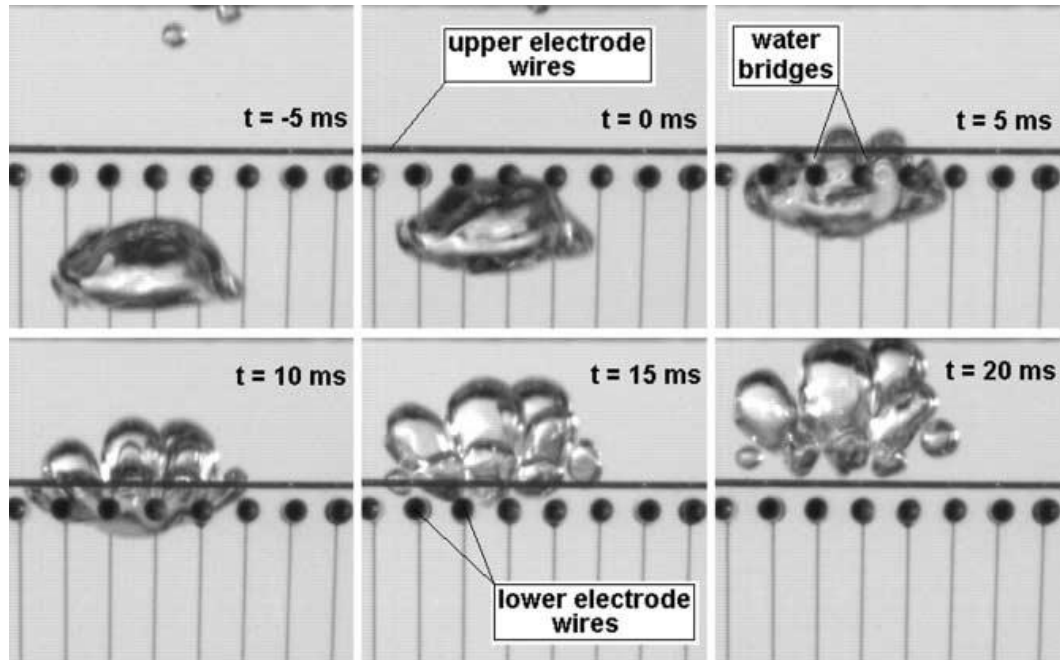 upper electrode
wires
t = -5 ms
t = 0 ms
water
bridges
t = 5 ms
t = 10 ms
t = 15 ms
lower electrode
wires
t = 20 ms